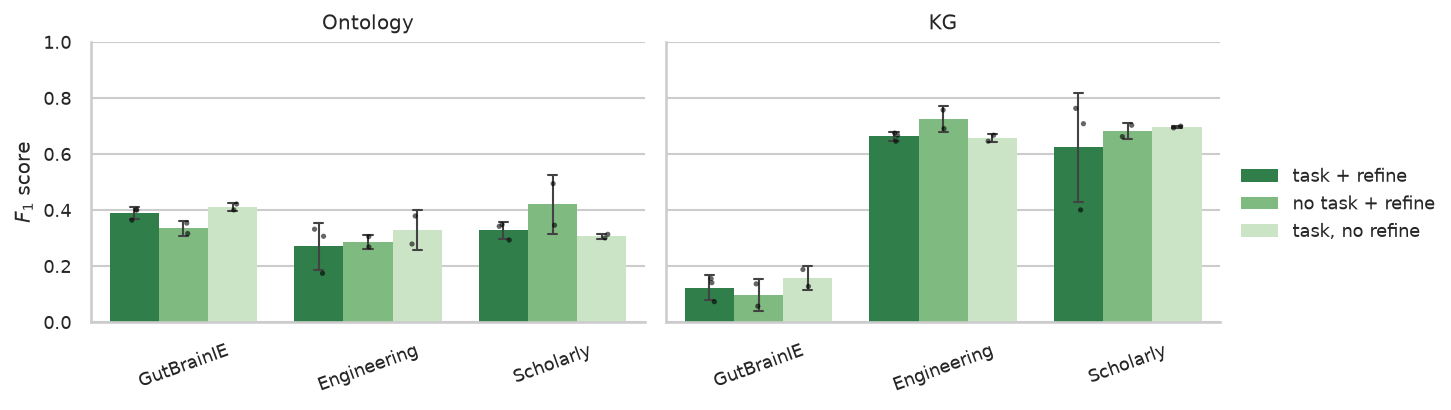 Ontology
KG
1.0
0.8
0.6
0.4
0.2
0.0
F₁ score
GutBrainIE
Engineering
Scholarly
GutBrainIE
Engineering
Scholarly
task + refine
no task + refine
task, no refine